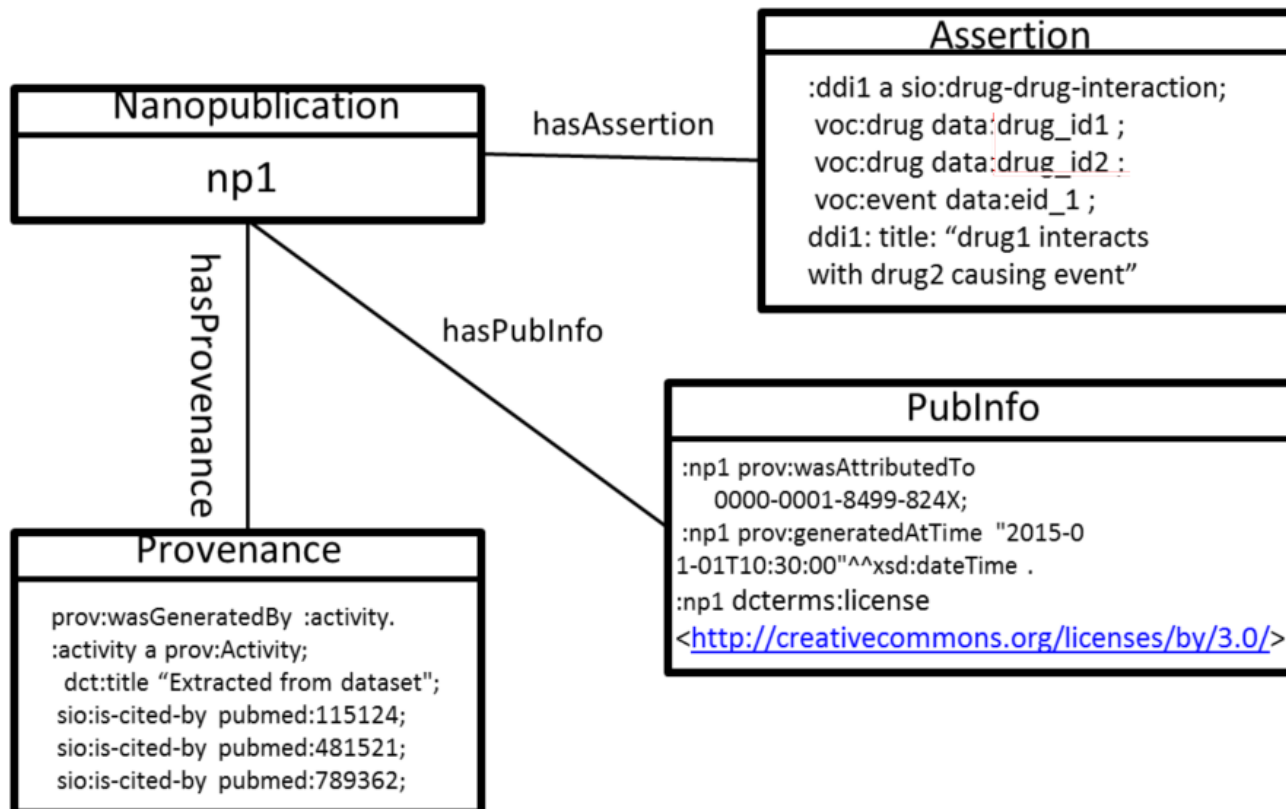 Nanopublication
np1
hasAssertion
Assertion
:ddi1 a sio:drug-drug-interaction;
voc:drug data:drug_id1 ;
voc:drug data:drug_id2 ;
voc:event data:eid_1 ;
ddi1: title: “drug1 interacts
with drug2 causing event”
hasProvenance
hasPubInfo
PubInfo
:np1 prov:wasAttributedTo
0000-0001-8499-824X;
:np1 prov:generatedAtTime "2015-0
1-01T10:30:00"^^xsd:dateTime .
:np1 dcterms:license
<http://creativecommons.org/licenses/by/3.0/>
Provenance
prov:wasGeneratedBy :activity.
:activity a prov:Activity;
dct:title “Extracted from dataset";
sio:is-cited-by pubmed:115124;
sio:is-cited-by pubmed:481521;
sio:is-cited-by pubmed:789362;